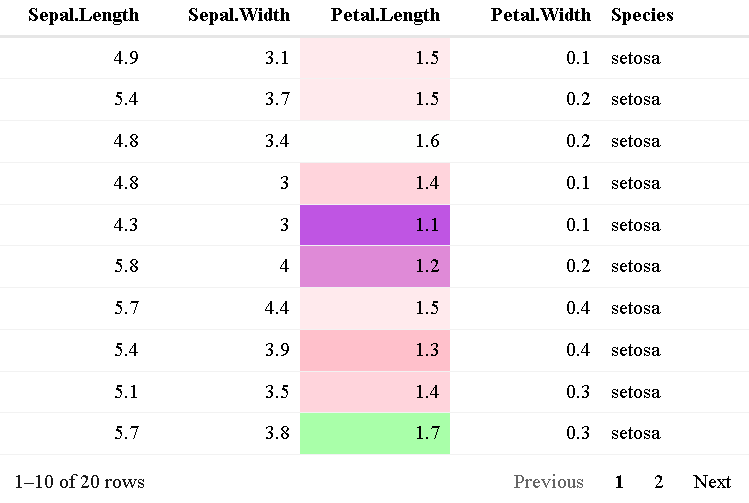 Sepal.Length Sepal.Width Petal.Length Petal.Width Species
4.9 3.1 1.5 0.1 setosa
5.4 3.7 1.5 0.2 setosa
4.8 3.4 1.6 0.2 setosa
4.8 3 1.4 0.1 setosa
4.3 3 1.1 0.1 setosa
5.8 4 1.2 0.2 setosa
5.7 4.4 1.5 0.4 setosa
5.4 3.9 1.3 0.4 setosa
5.1 3.5 1.4 0.3 setosa
5.7 3.8 1.7 0.3 setosa
1–10 of 20 rows Previous 1 2 Next